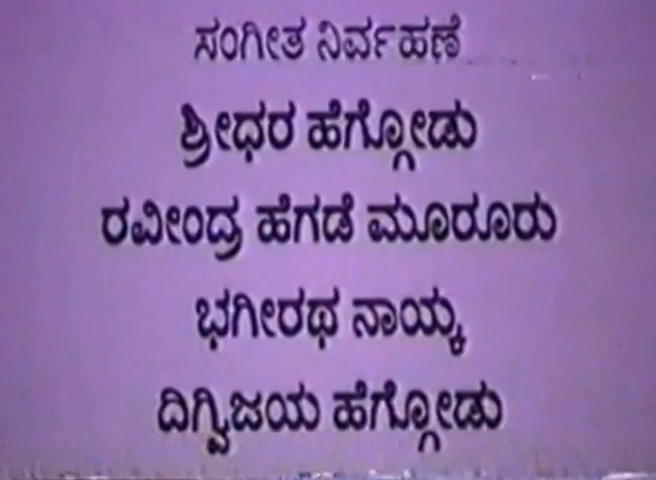 ಸಂಗೀತ ನಿರ್ವಹಣೆ
ಶ್ರೀಧರ ಹೆಗ್ಗೋಡು
ರವೀಂದ್ರ ಹೆಗಡೆ ಮೂರೂರು
ಭಗೀರಥ ನಾಯ್ಕ
ದಿಗ್ವಿಜಯ ಹೆಗ್ಗೋಡು